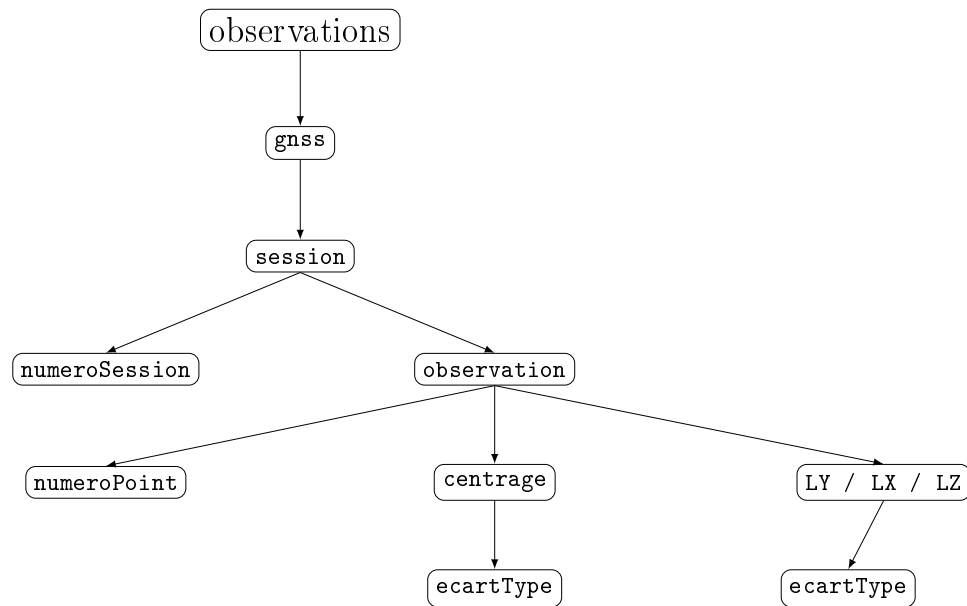 observations
gnss
session
numeroSession
observation
numeroPoint
centrage
LY / LX / LZ
ecartType
ecartType